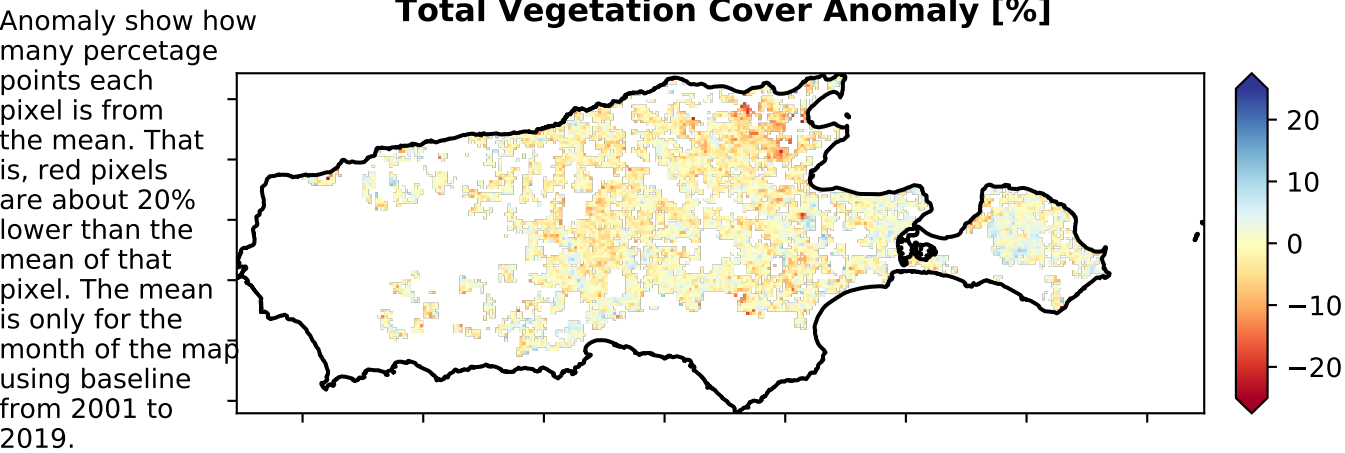 Total Vegetation Cover Anomaly [%]
Anomaly show how
many percetage
points each
pixel is from
the mean. That
is, red pixels
are about 20%
lower than the
mean of that
pixel. The mean
is only for the
month of the map
using baseline
from 2001 to
2019.
20
10
0
−10
−20